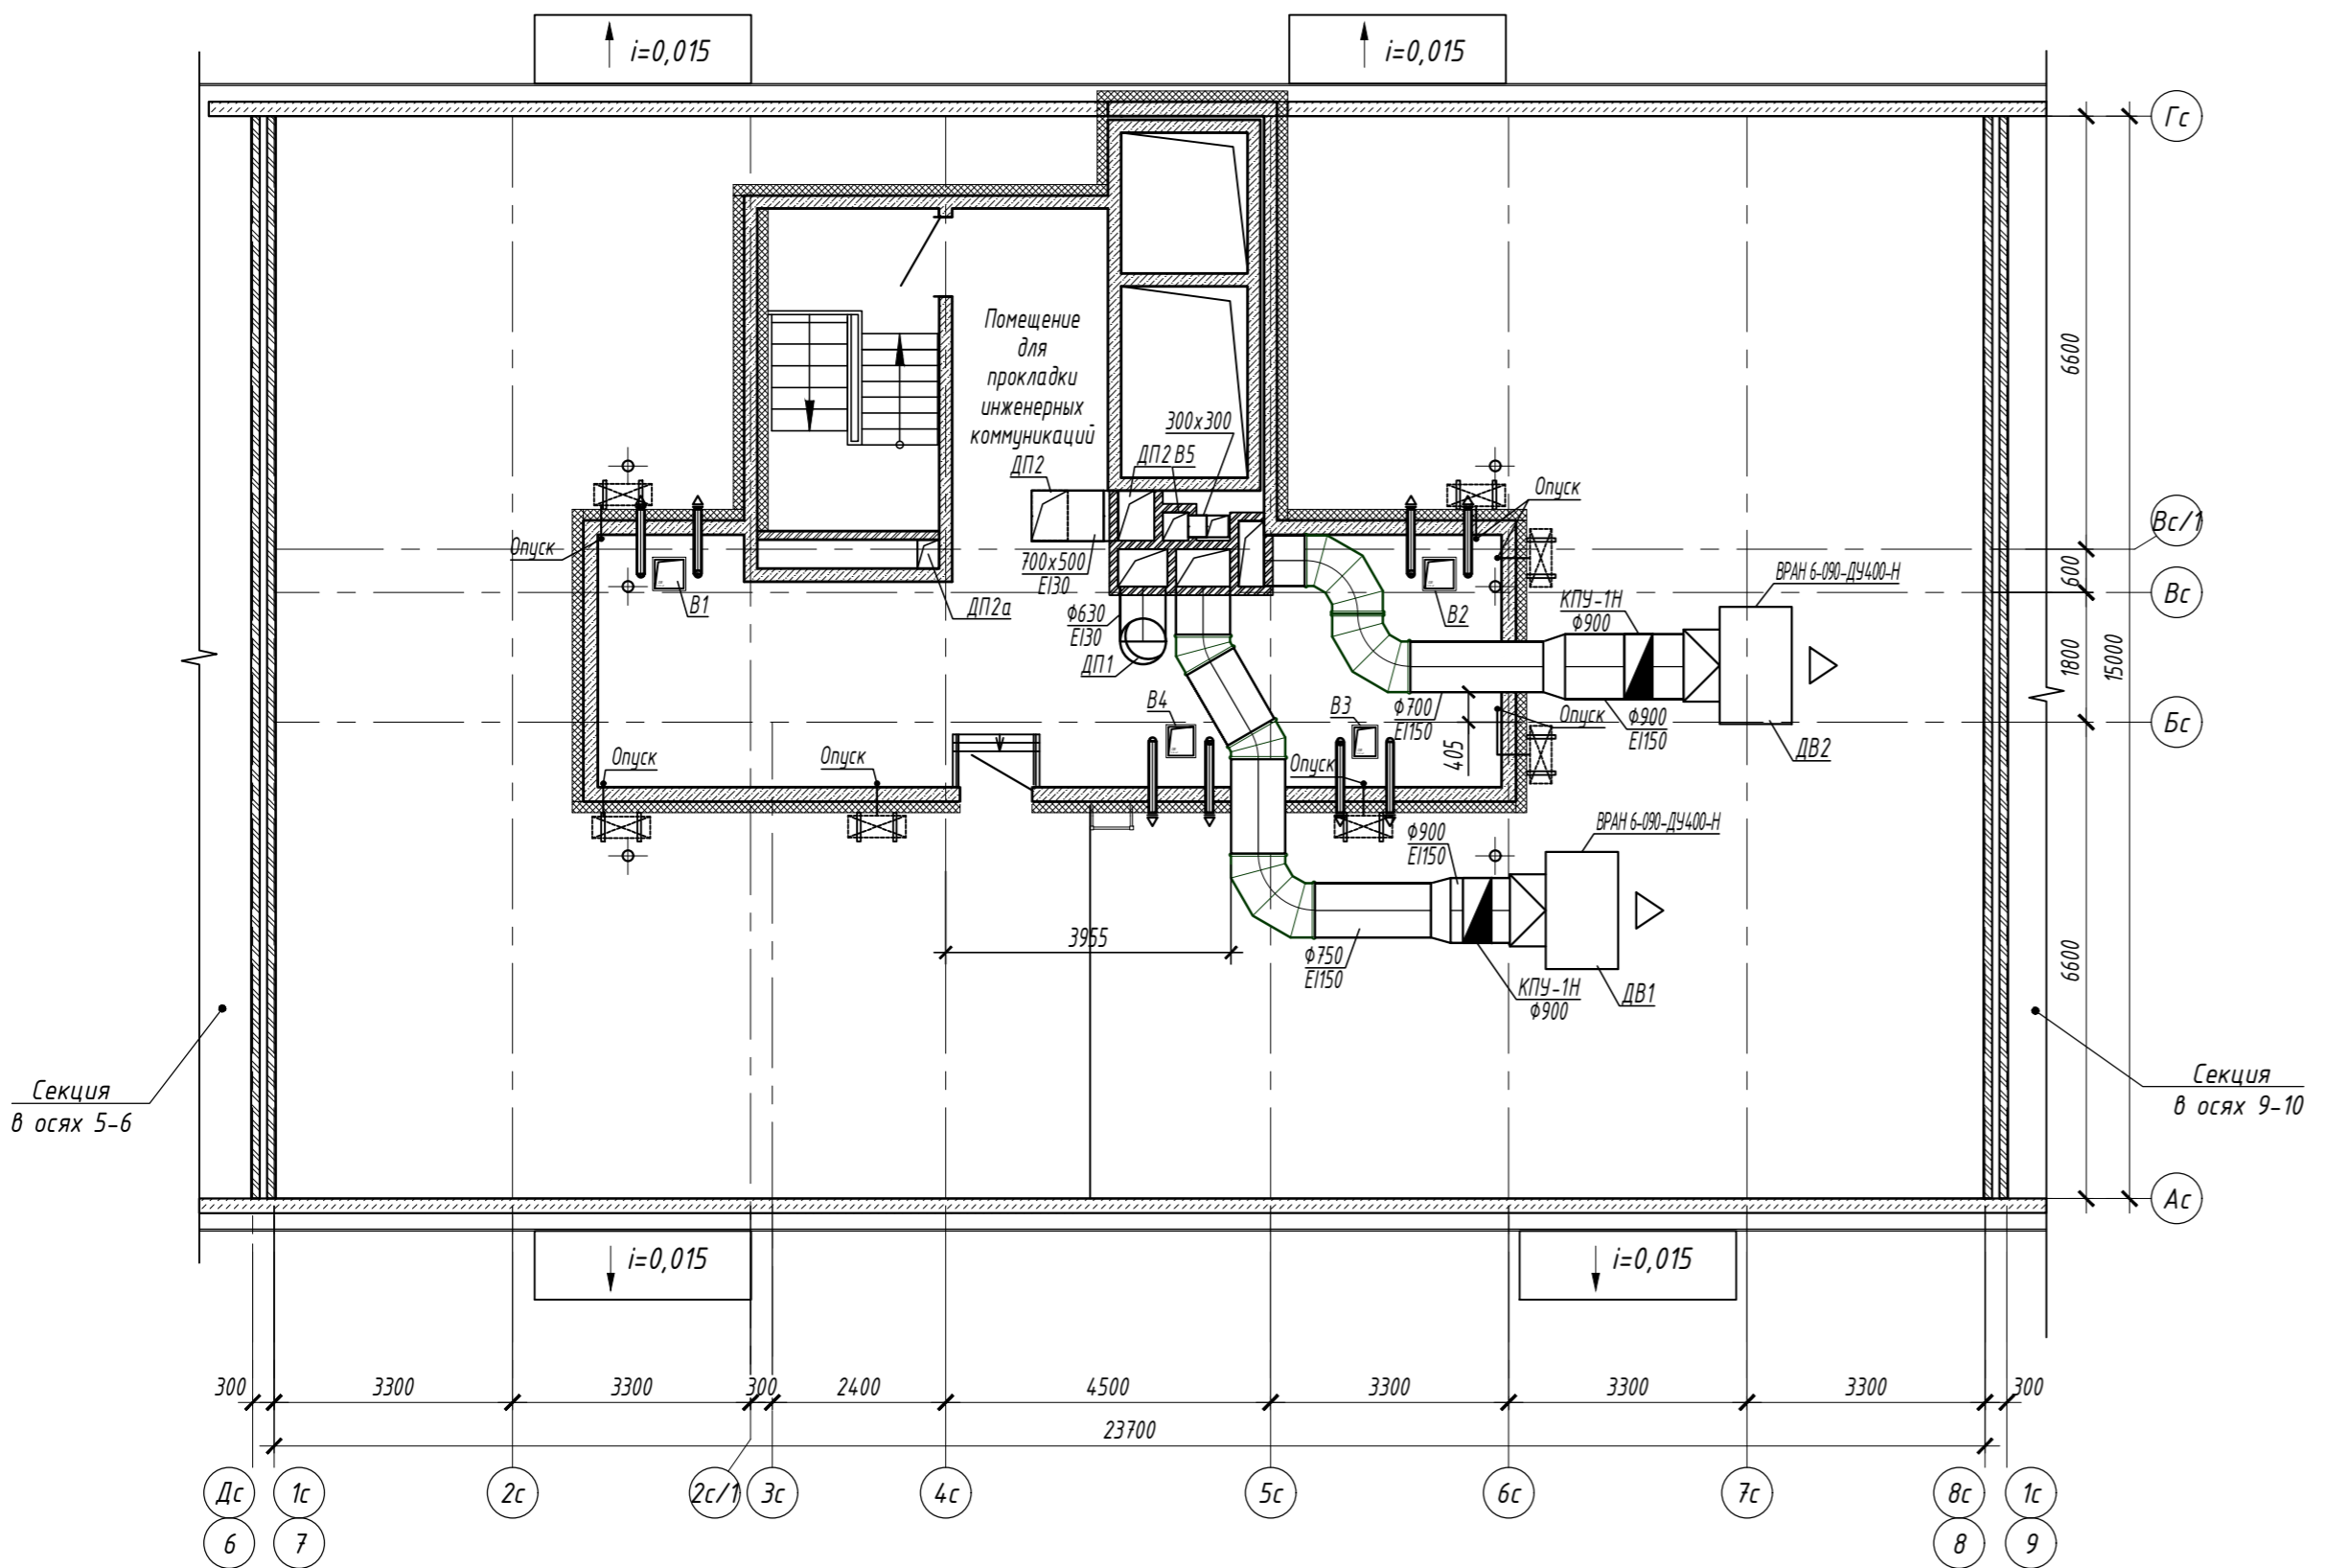 i=0,015
i=0,015
Гс
6600
Помещение
для
прокладки
инженерных
коммуникаций
300х300
ДП2
ДП2
В5
Опуск
Опуск
Вс/1
600
700х500
EI30
ВРАН 6-090-ДУ400-Н
Вс
В1
ДП2а
Ф630
EI30
В2
КПУ-1Н
Ф900
ДП1
1800
15000
В4
В3
Ф700
EI150
Опуск
Ф900
EI150
Бс
Опуск
Опуск
Опуск
405
ДВ2
Ф900
EI150
ВРАН 6-090-ДУ400-Н
3955
Ф750
EI150
КПУ-1Н
Ф900
ДВ1
6600
Секция
в осях 5-6
Секция
в осях 9-10
Ас
i=0,015
i=0,015
300
3300
3300
300
2400
4500
3300
3300
3300
300
23700
Дс
1с
2с
2с/1
3с
4с
5с
6с
7с
8с
1с
6
7
8
9